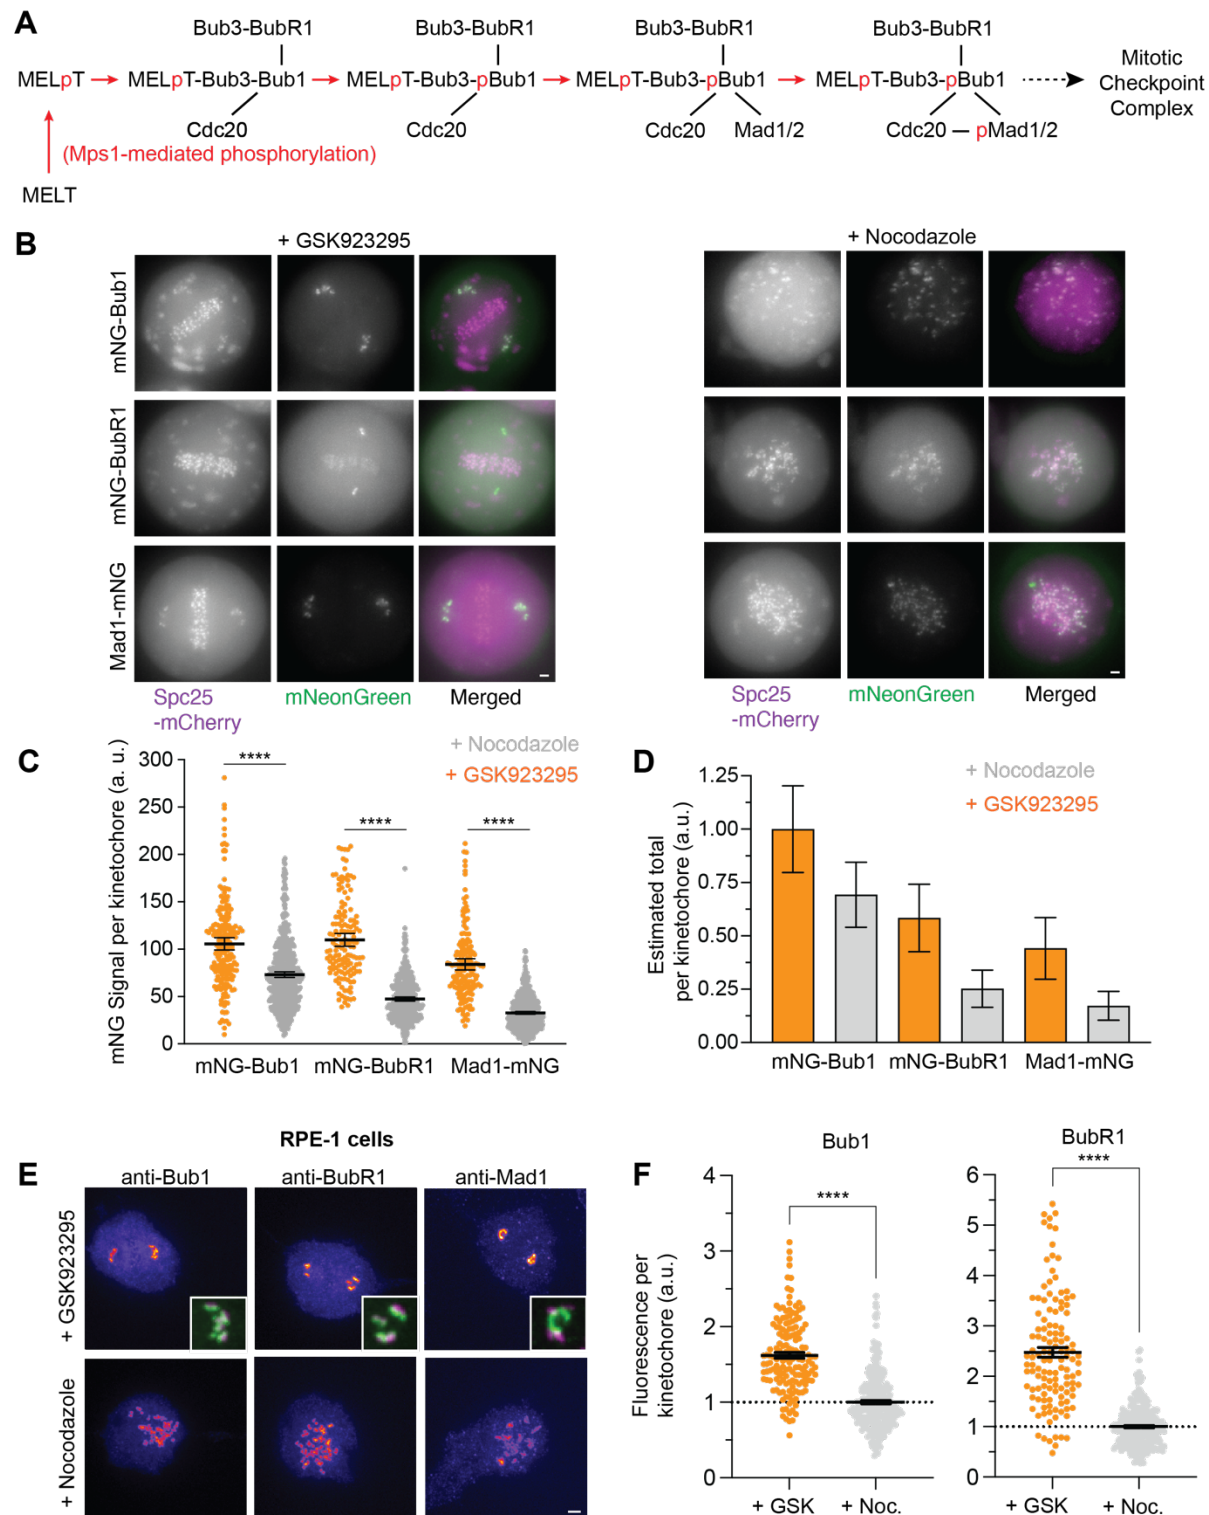 A
Bub3-BubR1 Bub3-BubR1 Bub3-BubR1 Bub3-BubR1
MELpT MELpT-Bub3-Bub1 MELpT-Bub3-pBub1 MELpT-Bub3-pBub1 MELpT-Bub3-pBub1
Mitotic
Checkpoint
Complex
Cdc20 Cdc20 Cdc20 Mad1/2 Cdc20 pMad1/2
(Mps1-mediated phosphorylation)
MELT
B
+ GSK923295 + Nocodazole
mNG-Bub1
mNG-BubR1
Mad1-mNG
Spc25
-mCherry
mNeonGreen
Merged
Spc25
-mCherry
mNeonGreen
Merged
C
+ Nocodazole
+ GSK923295
mNG Signal per kinetochore (a. u.)
300
250
200
150
100
50
0
**** **** ****
mNG-Bub1 mNG-BubR1 Mad1-mNG
D
+ Nocodazole
+ GSK923295
Estimated total
per kinetochore (a.u.)
1.25
1.00
0.75
0.50
0.25
0.00
mNG-Bub1 mNG-BubR1 Mad1-mNG
RPE-1 cells
E
anti-Bub1 anti-BubR1 anti-Mad1
+ GSK923295
+ Nocodazole
F
Bub1
Fluorescence per
kinetochore (a.u.)
4
3
2
1
0
****
+ GSK + Noc.
BubR1
6
5
4
3
2
1
0
****
+ GSK + Noc.